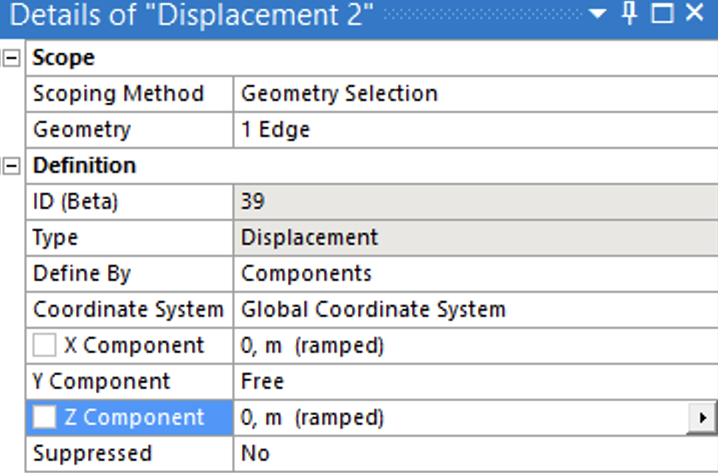 Details of "Displacement 2"
Scope
Scoping Method Geometry Selection
Geometry 1 Edge
Definition
ID (Beta) 39
Type Displacement
Define By Components
Coordinate System Global Coordinate System
X Component 0, m (ramped)
Y Component Free
Z Component 0, m (ramped)
Suppressed No